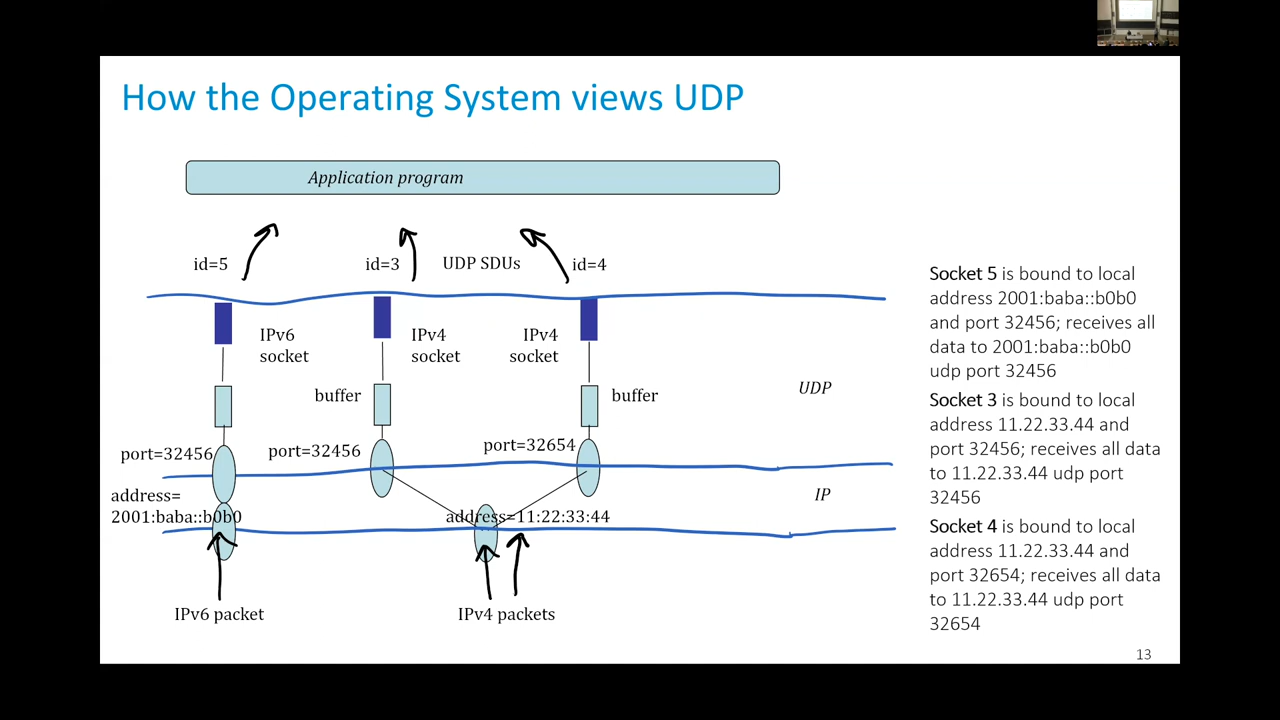 How the Operating System views UDP
Application program
id=5
id=3
UDP SDUs
id=4
IPv6
socket
IPv4
socket
IPv4
socket
buffer
buffer
UDP
port=32456
port=32456
port=32654
address=
2001:baba::b0b0
address=11:22:33:44
IP
IPv6 packet
IPv4 packets
Socket 5 is bound to local
address 2001:baba::b0b0
and port 32456; receives all
data to 2001:baba::b0b0
udp port 32456
Socket 3 is bound to local
address 11.22.33.44 and
port 32456; receives all data
to 11.22.33.44 udp port
32456
Socket 4 is bound to local
address 11.22.33.44 and
port 32654; receives all data
to 11.22.33.44 udp port
32654
13